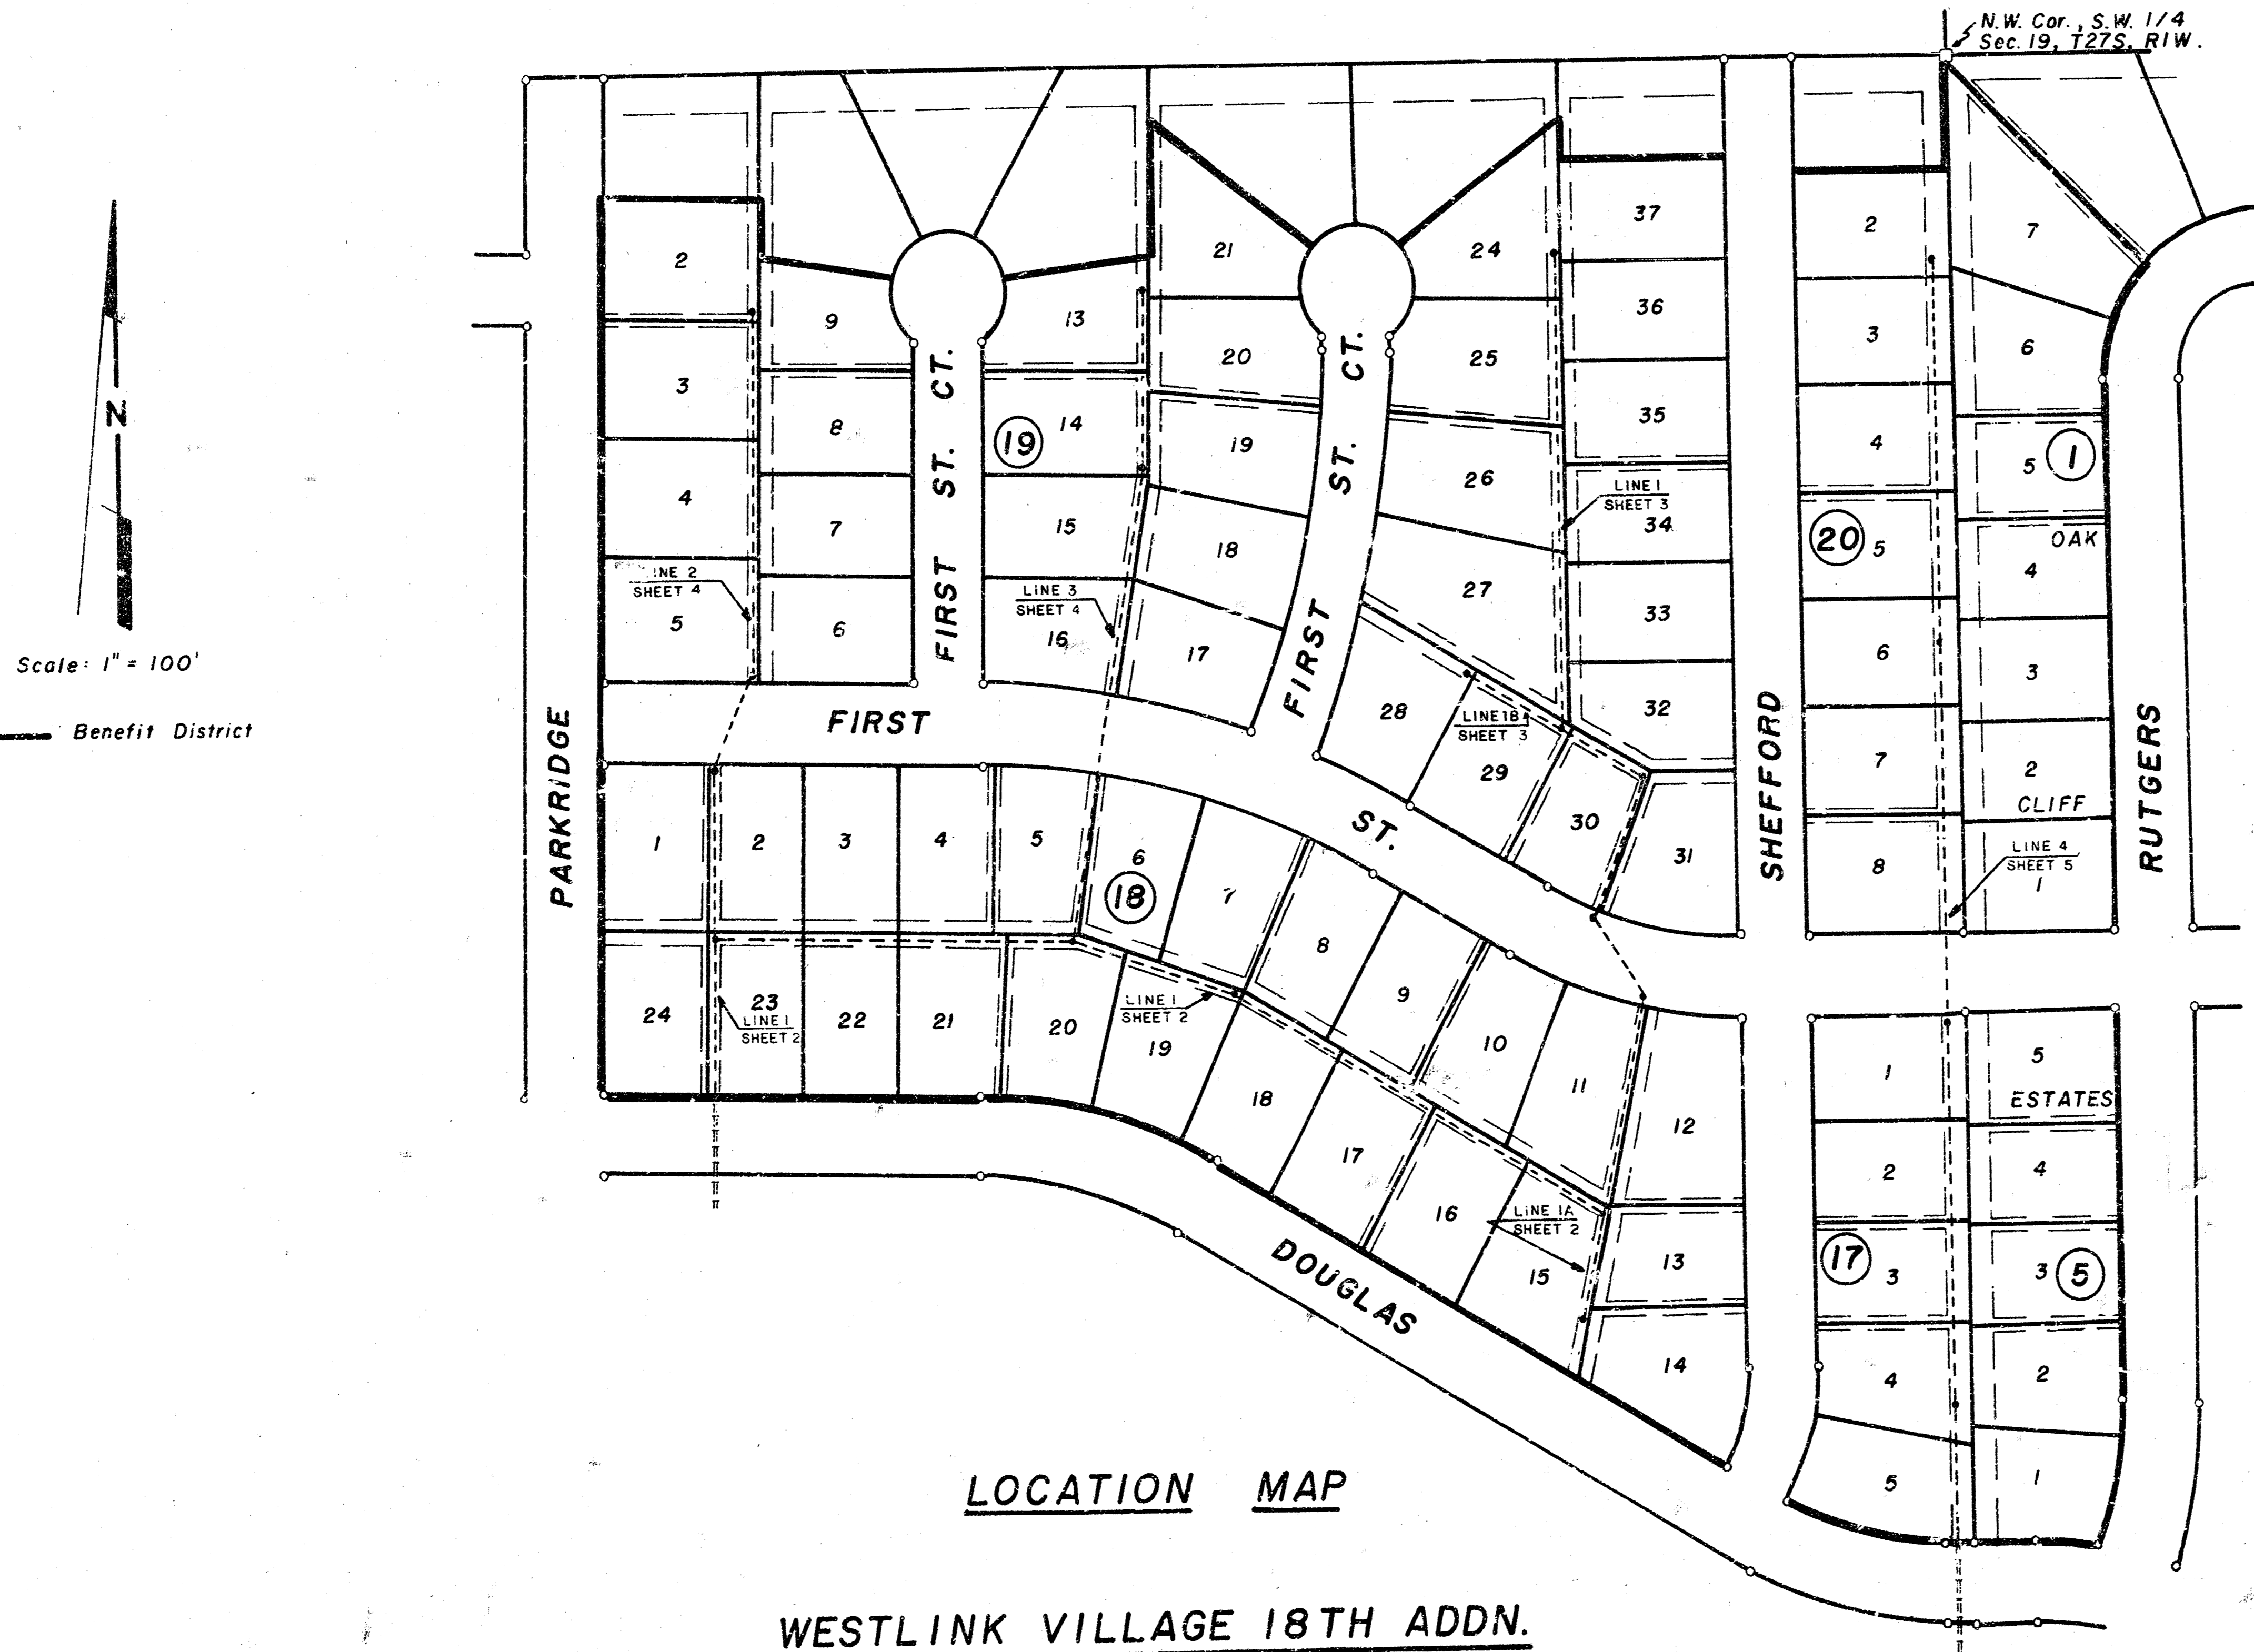 N.W. Cor., S.W. 1/4
Sec. 19, T27S, R1W.
N
Scale: 1" = 100'
Benefit District
2
3
4
5
LINE 2
SHEET 4
9
8
7
6
FIRST ST. CT.
19
13
14
15
16
LINE 3
SHEET 4
21
20
19
18
17
FIRST ST. CT.
24
25
26
27
LINE 1
SHEET 3
37
36
35
34
33
32
28
29
30
31
LINE 1B
SHEET 3
PARKRIDGE
FIRST ST.
SHEFFORD
RUTGERS
2
3
4
20
5
6
7
8
7
6
5
1
OAK
4
3
2
CLIFF
LINE 4
SHEET 5
1
1
2
3
4
5
6
18
7
8
9
10
11
12
13
14
24
23
LINE 1
SHEET 2
22
21
20
19
LINE 1
SHEET 2
18
17
16
LINE 1A
SHEET 2
15
DOUGLAS
1
2
17
3
4
5
5
ESTATES
4
3
5
2
1
LOCATION MAP
WESTLINK VILLAGE 18TH ADDN.